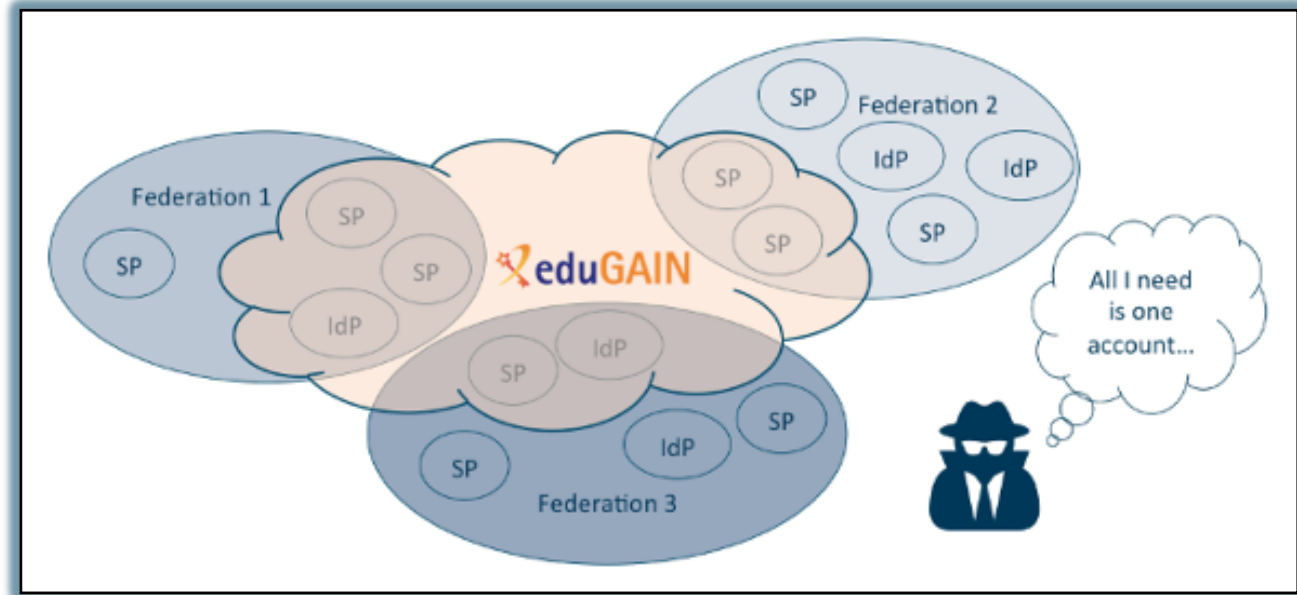 Federation 1
SP
SP
SP
IdP
eduGAIN
SP
Federation 2
IdP
IdP
SP
SP
SP
SP
IdP
SP
IdP
SP
Federation 3
All I need
is one
account...